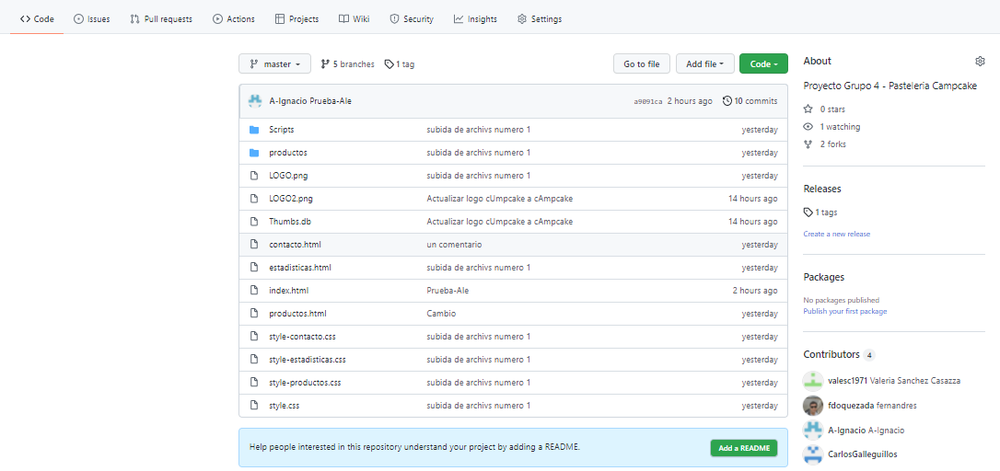 Code Issues Pull requests Actions Projects Wiki Security Insights Settings
master 5 branches 1 tag Go to file Add file Code
A-Ignacio Prueba-Ale a9091ca 2 hours ago 10 commits
Scripts subida de archivs numero 1 yesterday
productos subida de archivs numero 1 yesterday
LOGO.png subida de archivs numero 1 yesterday
LOGO2.png Actualizar logo cUmpcake a cAmpcake 14 hours ago
Thumbs.db Actualizar logo cUmpcake a cAmpcake 14 hours ago
contacto.html un comentario yesterday
estadisticas.html subida de archivs numero 1 yesterday
index.html Prueba-Ale 2 hours ago
productos.html Cambio yesterday
style-contacto.css subida de archivs numero 1 yesterday
style-estadisticas.css subida de archivs numero 1 yesterday
style-productos.css subida de archivs numero 1 yesterday
style.css subida de archivs numero 1 yesterday
Help people interested in this repository understand your project by adding a README. Add a README
About
Proyecto Grupo 4 - Pasteleria Campcake
0 stars
1 watching
2 forks
Releases
1 tags
Create a new release
Packages
No packages published
Publish your first package
Contributors 4
valesc1971 Valeria Sanchez Casazza
fdoquezada fernandres
A-Ignacio A-Ignacio
CarlosGalleguillos